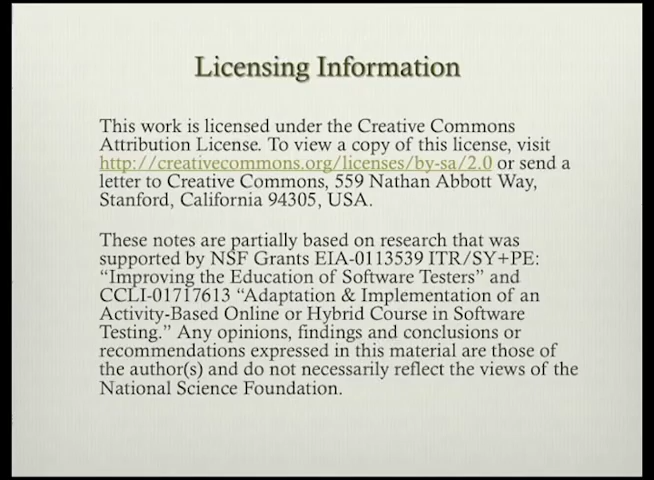 Licensing Information
This work is licensed under the Creative Commons
Attribution License. To view a copy of this license, visit
http://creativecommons.org/licenses/by-sa/2.0 or send a
letter to Creative Commons, 559 Nathan Abbott Way,
Stanford, California 94305, USA.
These notes are partially based on research that was
supported by NSF Grants EIA-0113539 ITR/SY+PE:
“Improving the Education of Software Testers” and
CCLI-01717613 “Adaptation & Implementation of an
Activity-Based Online or Hybrid Course in Software
Testing.” Any opinions, findings and conclusions or
recommendations expressed in this material are those of
the author(s) and do not necessarily reflect the views of the
National Science Foundation.